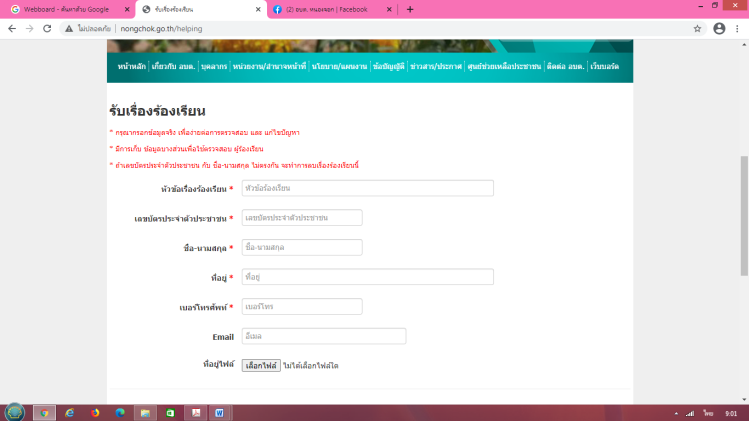 Webboard - ค้นหาด้วย Google
รับเรื่องร้องเรียน
(2) อบต. หนองจอก | Facebook
ไม่ปลอดภัย | nongchok.go.th/helping
หน้าหลัก | เกี่ยวกับ อบต. | บุคลากร | หน่วยงาน/อำนาจหน้าที่ | นโยบาย/แผนงาน | ข้อบัญญัติ | ข่าวสาร/ประกาศ | ศูนย์ช่วยเหลือประชาชน | ติดต่อ อบต. | เว็บบอร์ด
รับเรื่องร้องเรียน
* กรุณากรอกข้อมูลจริง เพื่อง่ายต่อการตรวจสอบ และ แก้ไขปัญหา
* มีการเก็บ ข้อมูลบางส่วนเพื่อใช้ตรวจสอบ ผู้ร้องเรียน
* ถ้าเลขบัตรประจำตัวประชาชน กับ ชื่อ-นามสกุล ไม่ตรงกัน จะทำการลบเรื่องร้องเรียนนี้
หัวข้อเรื่องร้องเรียน * หัวข้อร้องเรียน
เลขบัตรประจำตัวประชาชน * เลขบัตรประจำตัวประชาชน
ชื่อ-นามสกุล * ชื่อ-นามสกุล
ที่อยู่ * ที่อยู่
เบอร์โทรศัพท์ * เบอร์โทร
Email อีเมล
ที่อยู่ไฟล์ เลือกไฟล์ ไม่ได้เลือกไฟล์ใด
ไทย 9:01